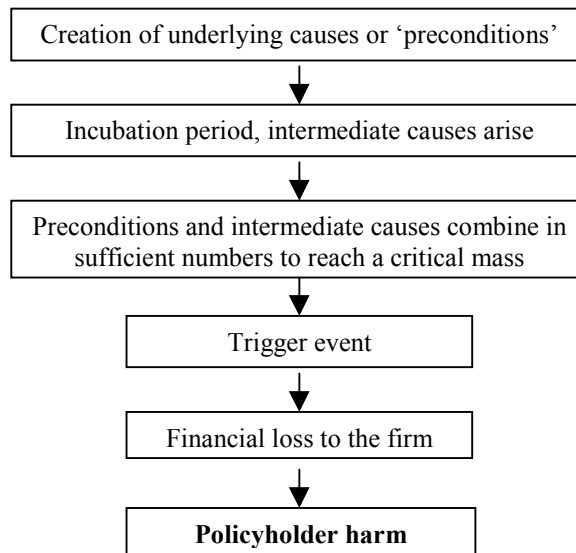 Creation of underlying causes or ‘preconditions’
Incubation period, intermediate causes arise
Preconditions and intermediate causes combine in
sufficient numbers to reach a critical mass
Trigger event
Financial loss to the firm
Policyholder harm